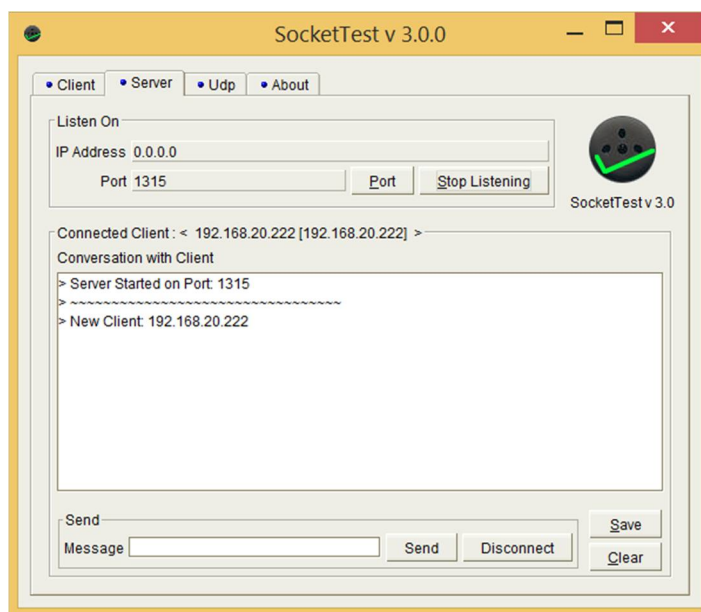 SocketTest v 3.0.0
Client Server Udp About
Listen On
IP Address 0.0.0.0
Port 1315 Port Stop Listening
SocketTest v 3.0
Connected Client : < 192.168.20.222 [192.168.20.222] >
Conversation with Client
> Server Started on Port: 1315
> ~~~~~~~~~~~~~~~~~~~~~~~~~~~~~~~~~
> New Client: 192.168.20.222
Send
Message Send Disconnect
Save
Clear